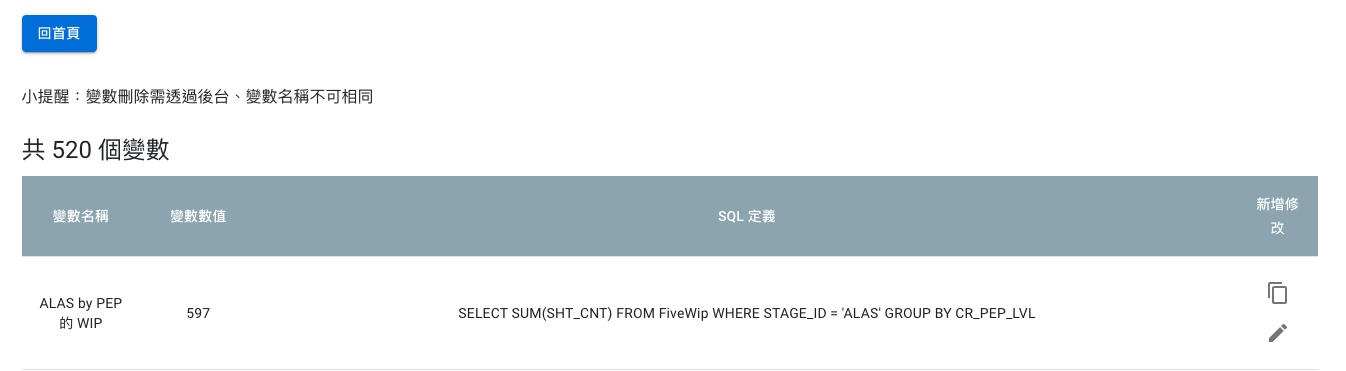 回首頁
小提醒：變數刪除需透過後台、變數名稱不可相同
共 520 個變數
變數名稱 變數數值 SQL 定義 新增修
改
ALAS by PEP
的 WIP 597 SELECT SUM(SHT_CNT) FROM FiveWip WHERE STAGE_ID = 'ALAS' GROUP BY CR_PEP_LVL